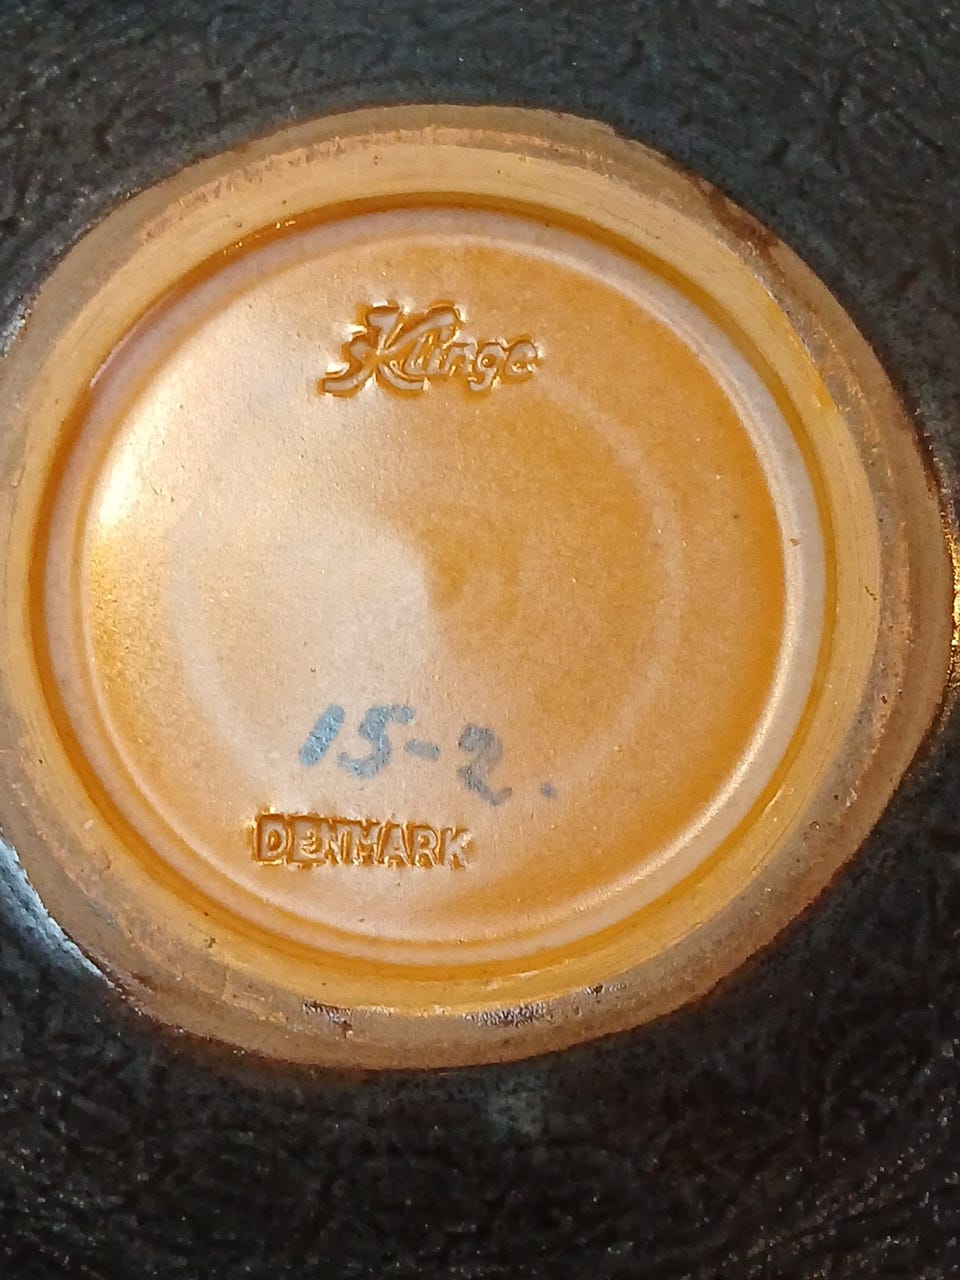 Klinge
15-2.
DENMARK